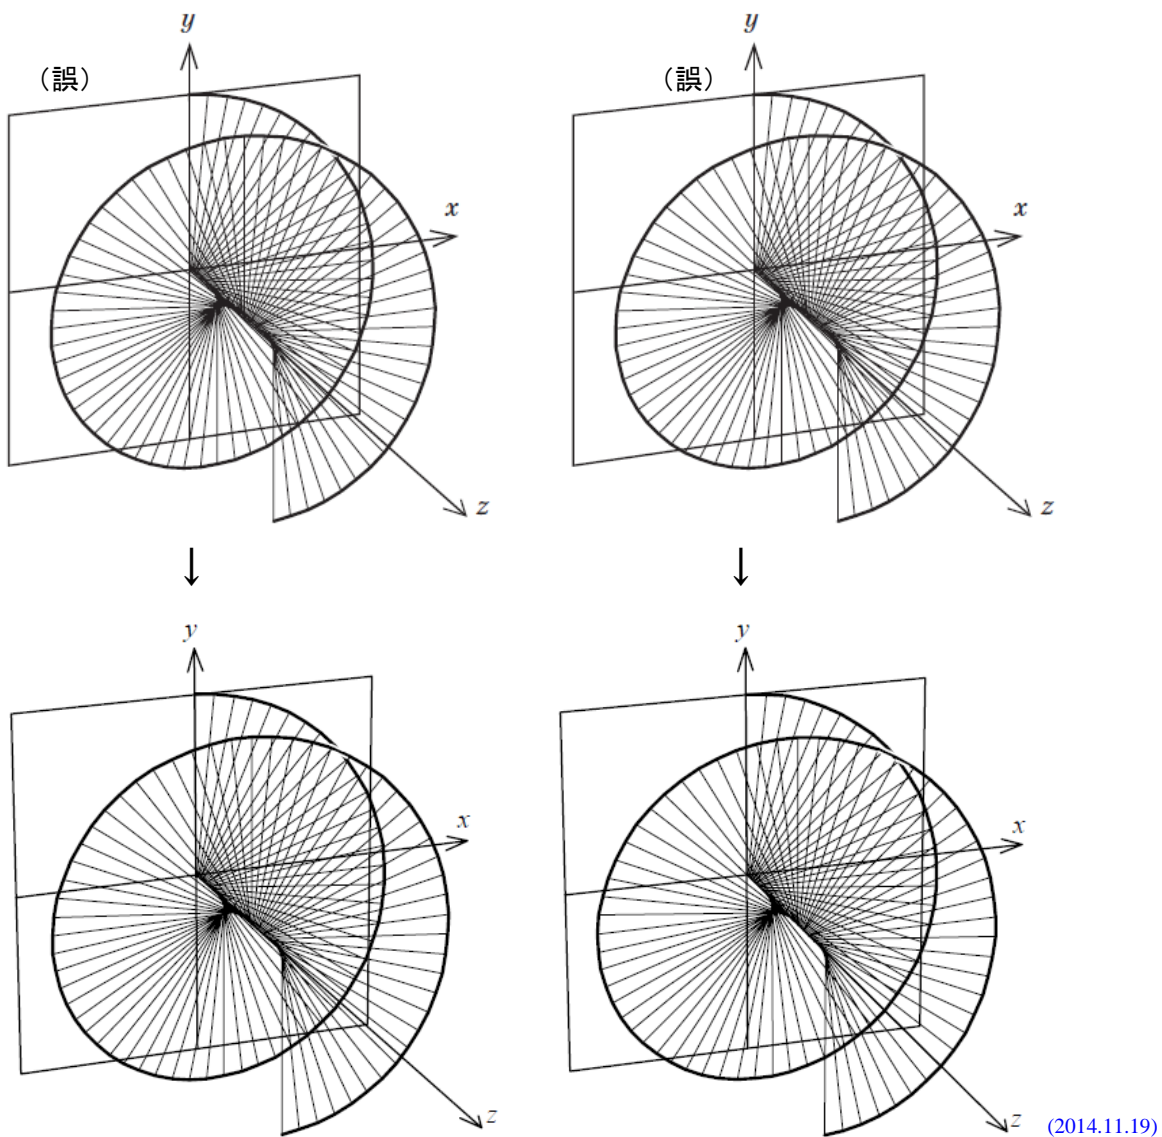 y y
（誤） （誤）
x x
z z
↓ ↓
y y
x x
z z (2014.11.19)